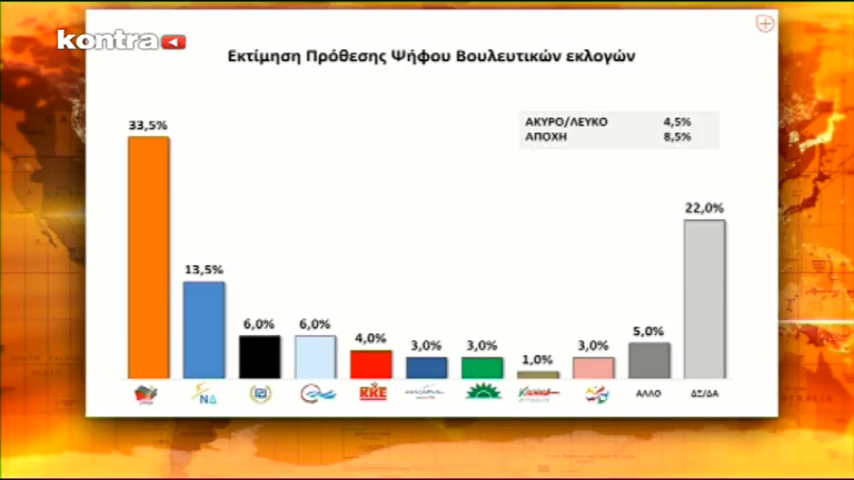 kontra
Εκτίμηση Πρόθεσης Ψήφου Βουλευτικών εκλογών
ΑΚΥΡΟ/ΛΕΥΚΟ 4,5%
ΑΠΟΧΗ 8,5%
33,5%
13,5%
6,0%
6,0%
4,0%
3,0%
3,0%
1,0%
3,0%
5,0%
22,0%
ΝΔ
ΚΚΕ
ΑΛΛΟ
ΔΞ/ΔΑ